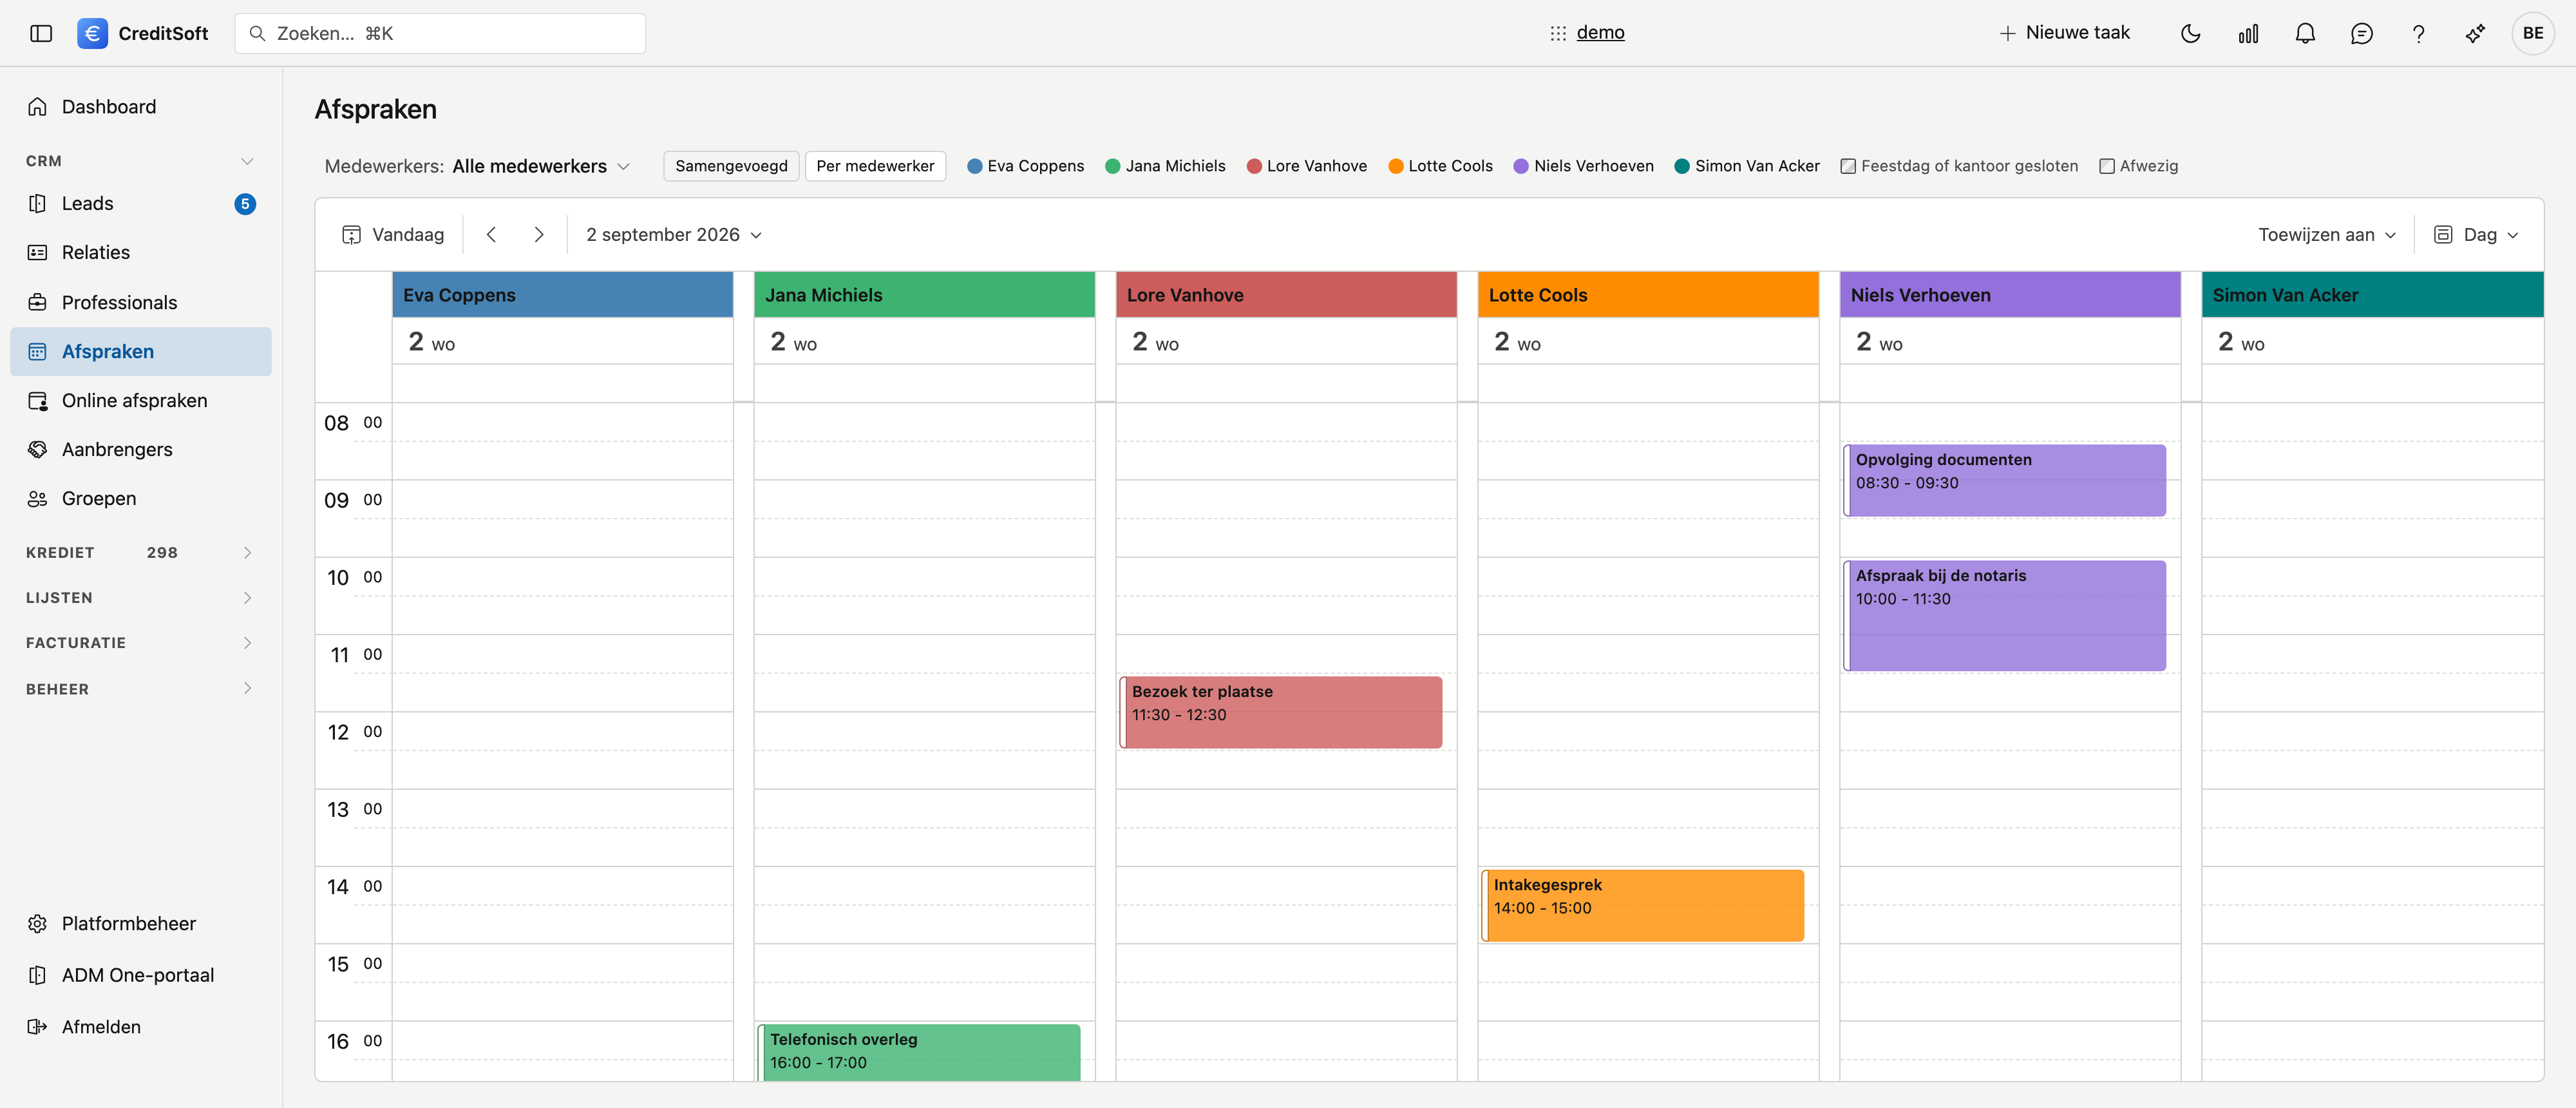 CreditSoft
Zoeken... ⌘K
demo
Nieuwe taak
BE
Dashboard
CRM
Leads 5
Relaties
Professionals
Afspraken
Online afspraken
Aanbrengers
Groepen
KREDIET 298
LIJSTEN
FACTURATIE
BEHEER
Platformbeheer
ADM One-portaal
Afmelden
Afspraken
Medewerkers: Alle medewerkers Samengevoegd Per medewerker Eva Coppens Jana Michiels Lore Vanhove Lotte Cools Niels Verhoeven Simon Van Acker Feestdag of kantoor gesloten Afwezig
Vandaag 2 september 2026 Toewijzen aan Dag
Eva Coppens Jana Michiels Lore Vanhove Lotte Cools Niels Verhoeven Simon Van Acker
2 wo 2 wo 2 wo 2 wo 2 wo 2 wo
08 00
Opvolging documenten
08:30 - 09:30
09 00
10 00
Afspraak bij de notaris
10:00 - 11:30
11 00
Bezoek ter plaatse
11:30 - 12:30
12 00
13 00
14 00
Intakegesprek
14:00 - 15:00
15 00
16 00
Telefonisch overleg
16:00 - 17:00